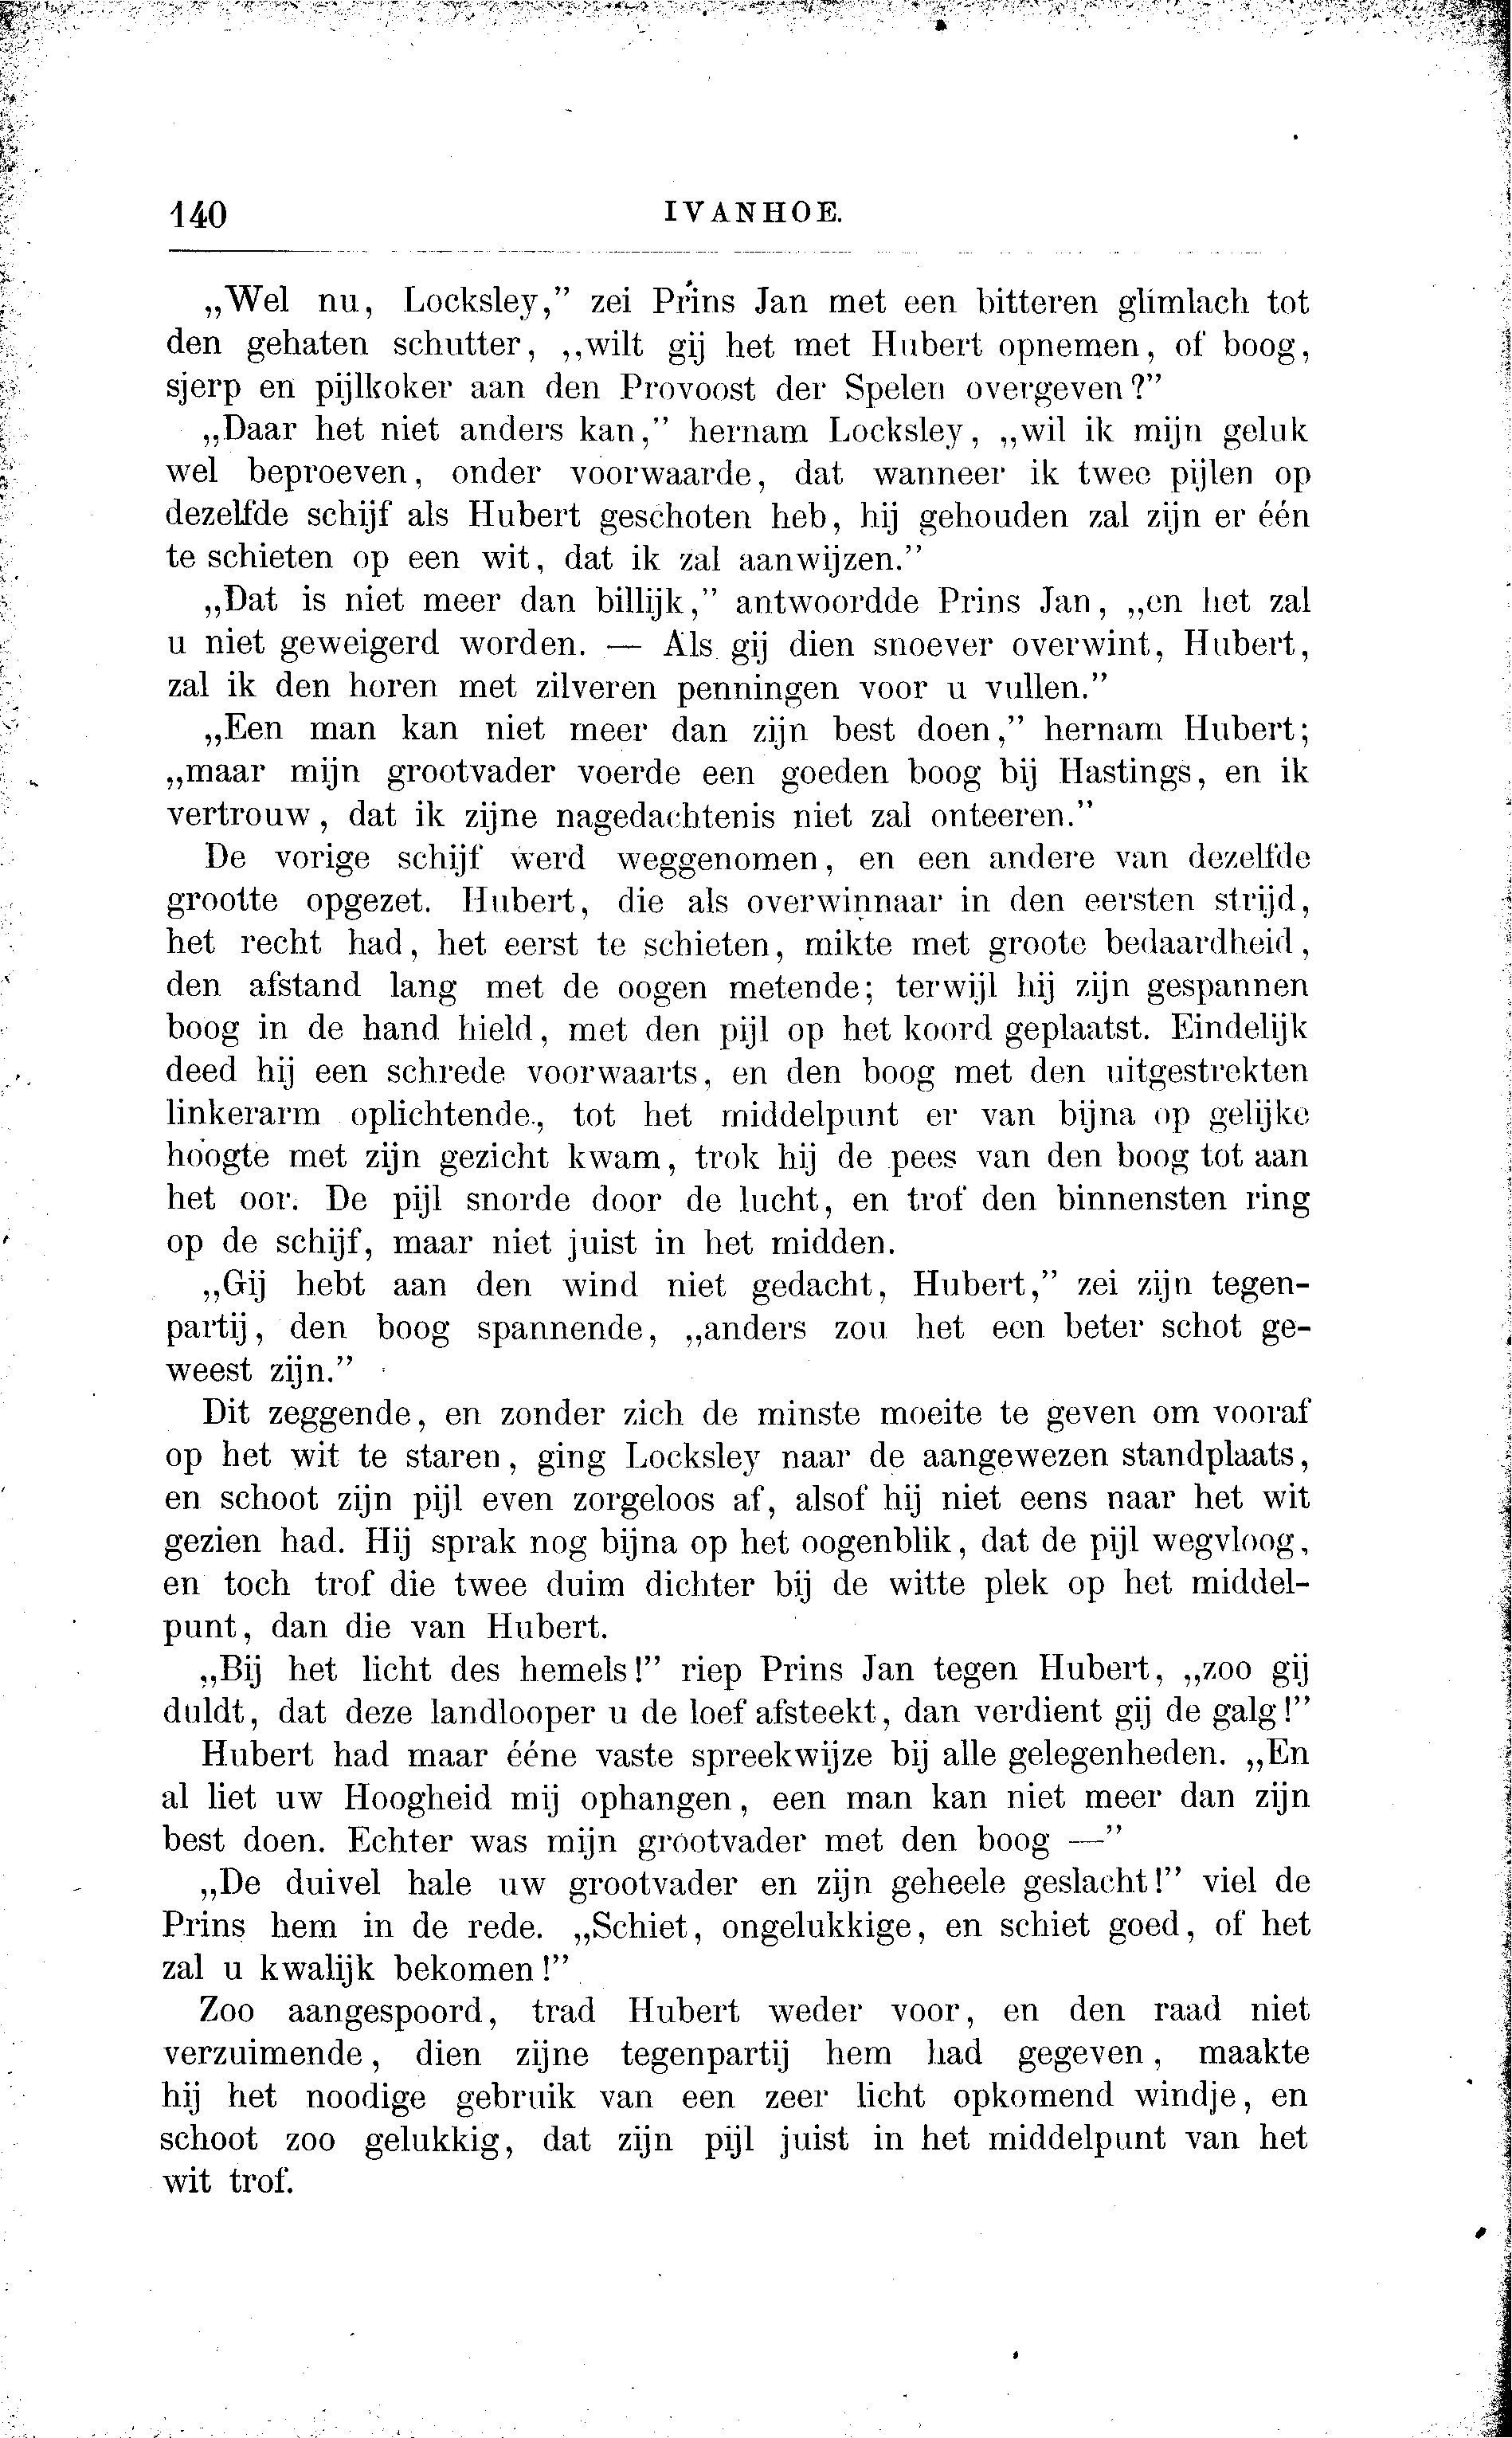 140 IVANHOE.
„Wel nu, Locksley,” zei Prins Jan met een bitteren glimlach tot
den gehaten schutter, „wilt gij het met Hubert opnemen, of boog,
sjerp en pijlkoker aan den Provoost der Spelen overgeven?”
„Daar het niet anders kan,” hernam Locksley, „wil ik mijn geluk
wel beproeven, onder voorwaarde, dat wanneer ik twee pijlen op
dezelfde schijf als Hubert geschoten heb, hij gehouden zal zijn er één
te schieten op een wit, dat ik zal aanwijzen.”
„Dat is niet meer dan billijk,” antwoordde Prins Jan, „en het zal
u niet geweigerd worden. — Als gij dien snoever overwint, Hubert,
zal ik den horen met zilveren penningen voor u vullen.”
„Een man kan niet meer dan zijn best doen,” hernam Hubert;
„maar mijn grootvader voerde een goeden boog bij Hastings, en ik
vertrouw, dat ik zijne nagedachtenis niet zal onteeren.”
De vorige schijf werd weggenomen, en een andere van dezelfde
grootte opgezet. Hubert, die als overwinnaar in den eersten strijd,
het recht had, het eerst te schieten, mikte met groote bedaardheid,
den afstand lang met de oogen metende; terwijl hij zijn gespannen
boog in de hand hield, met den pijl op het koord geplaatst. Eindelijk
deed hij een schrede voorwaarts, en den boog met den uitgestrekten
linkerarm oplichtende, tot het middelpunt er van bijna op gelijke
hoogte met zijn gezicht kwam, trok hij de pees van den boog tot aan
het oor. De pijl snorde door de lucht, en trof den binnensten ring
op de schijf, maar niet juist in het midden.
„Gij hebt aan den wind niet gedacht, Hubert,” zei zijn tegen-
partij, den boog spannende, „anders zou het een beter schot ge-
weest zijn.”
Dit zeggende, en zonder zich de minste moeite te geven om vooraf
op het wit te staren, ging Locksley naar de aangewezen standplaats,
en schoot zijn pijl even zorgeloos af, alsof hij niet eens naar het wit
gezien had. Hij sprak nog bijna op het oogenblik, dat de pijl wegvloog,
en toch trof die twee duim dichter bij de witte plek op het middel-
punt, dan die van Hubert.
„Bij het licht des hemels!” riep Prins Jan tegen Hubert, „zoo gij
duldt, dat deze landlooper u de loef afsteekt, dan verdient gij de galg!”
Hubert had maar ééne vaste spreekwijze bij alle gelegenheden. „En
al liet uw Hoogheid mij ophangen, een man kan niet meer dan zijn
best doen. Echter was mijn grootvader met den boog —”
„De duivel hale uw grootvader en zijn geheele geslacht!” viel de
Prins hem in de rede. „Schiet, ongelukkige, en schiet goed, of het
zal u kwalijk bekomen!”
Zoo aangespoord, trad Hubert weder voor, en den raad niet
verzuimende, dien zijne tegenpartij hem had gegeven, maakte
hij het noodige gebruik van een zeer licht opkomend windje, en
schoot zoo gelukkig, dat zijn pijl juist in het middelpunt van het
wit trof.